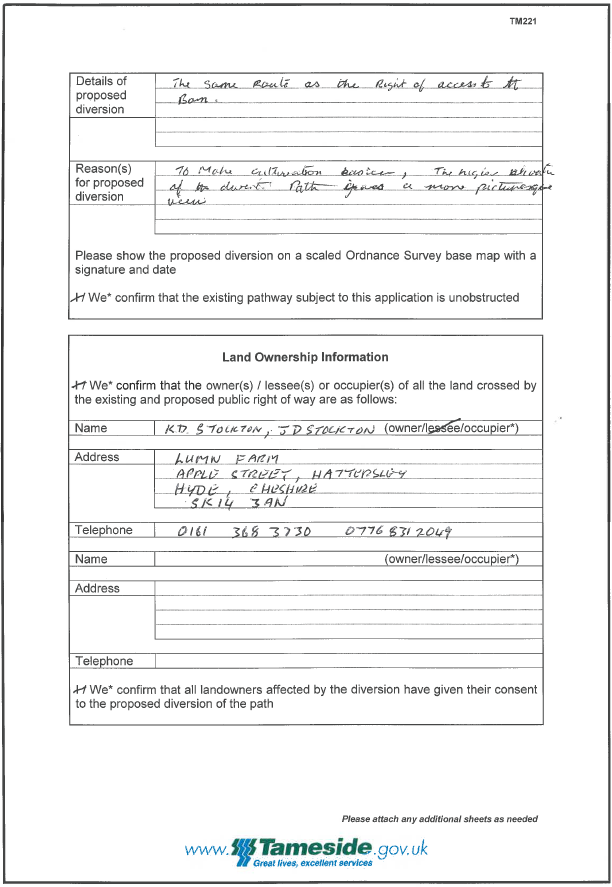 TM221
Details of proposed diversion
The same Route as the Right of access to the
Barn.
Reason(s) for proposed diversion
To Make cultivation easier, The higher
of the divert Path gives a more picturesque
view
Please show the proposed diversion on a scaled Ordnance Survey base map with a
signature and date
I/ We* confirm that the existing pathway subject to this application is unobstructed
Land Ownership Information
I/ We* confirm that the owner(s) / lessee(s) or occupier(s) of all the land crossed by
the existing and proposed public right of way are as follows:
Name K.D. STOCKTON, JD STOCKTON (owner/lessee/occupier*)
Address LUMN FARM
APPLE STREET, HATTERSLEY
HYDE, CHESHIRE
SK14 3AN
Telephone 0161 368 3730 0776 831 2049
Name (owner/lessee/occupier*)
Address
Telephone
I/ We* confirm that all landowners affected by the diversion have given their consent
to the proposed diversion of the path
Please attach any additional sheets as needed
www.Tameside.gov.uk
Great lives, excellent services